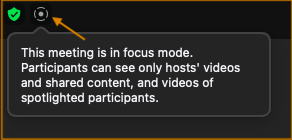 This meeting is in focus mode.
Participants can see only hosts' videos
and shared content, and videos of
spotlighted participants.